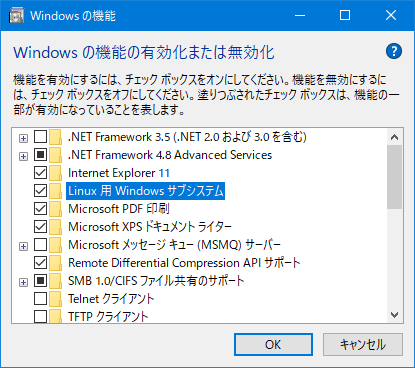 Windows の機能
Windows の機能の有効化または無効化
機能を有効にするには、チェック ボックスをオンにしてください。機能を無効にするに
は、チェック ボックスをオフにしてください。塗りつぶされたチェック ボックスは、機能の一
部が有効になっていることを表します。
.NET Framework 3.5 (.NET 2.0 および 3.0 を含む)
.NET Framework 4.8 Advanced Services
Internet Explorer 11
Linux 用 Windows サブシステム
Microsoft PDF 印刷
Microsoft XPS ドキュメント ライター
Microsoft メッセージ キュー (MSMQ) サーバー
Remote Differential Compression API サポート
SMB 1.0/CIFS ファイル共有のサポート
Telnet クライアント
TFTP クライアント
OK キャンセル